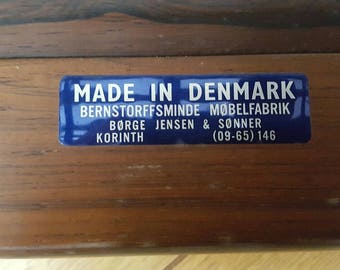 MADE IN DENMARK
BERNSTORFFSMINDE MØBELFABRIK
BØRGE JENSEN & SØNNER
KORINTH (09-65) 146